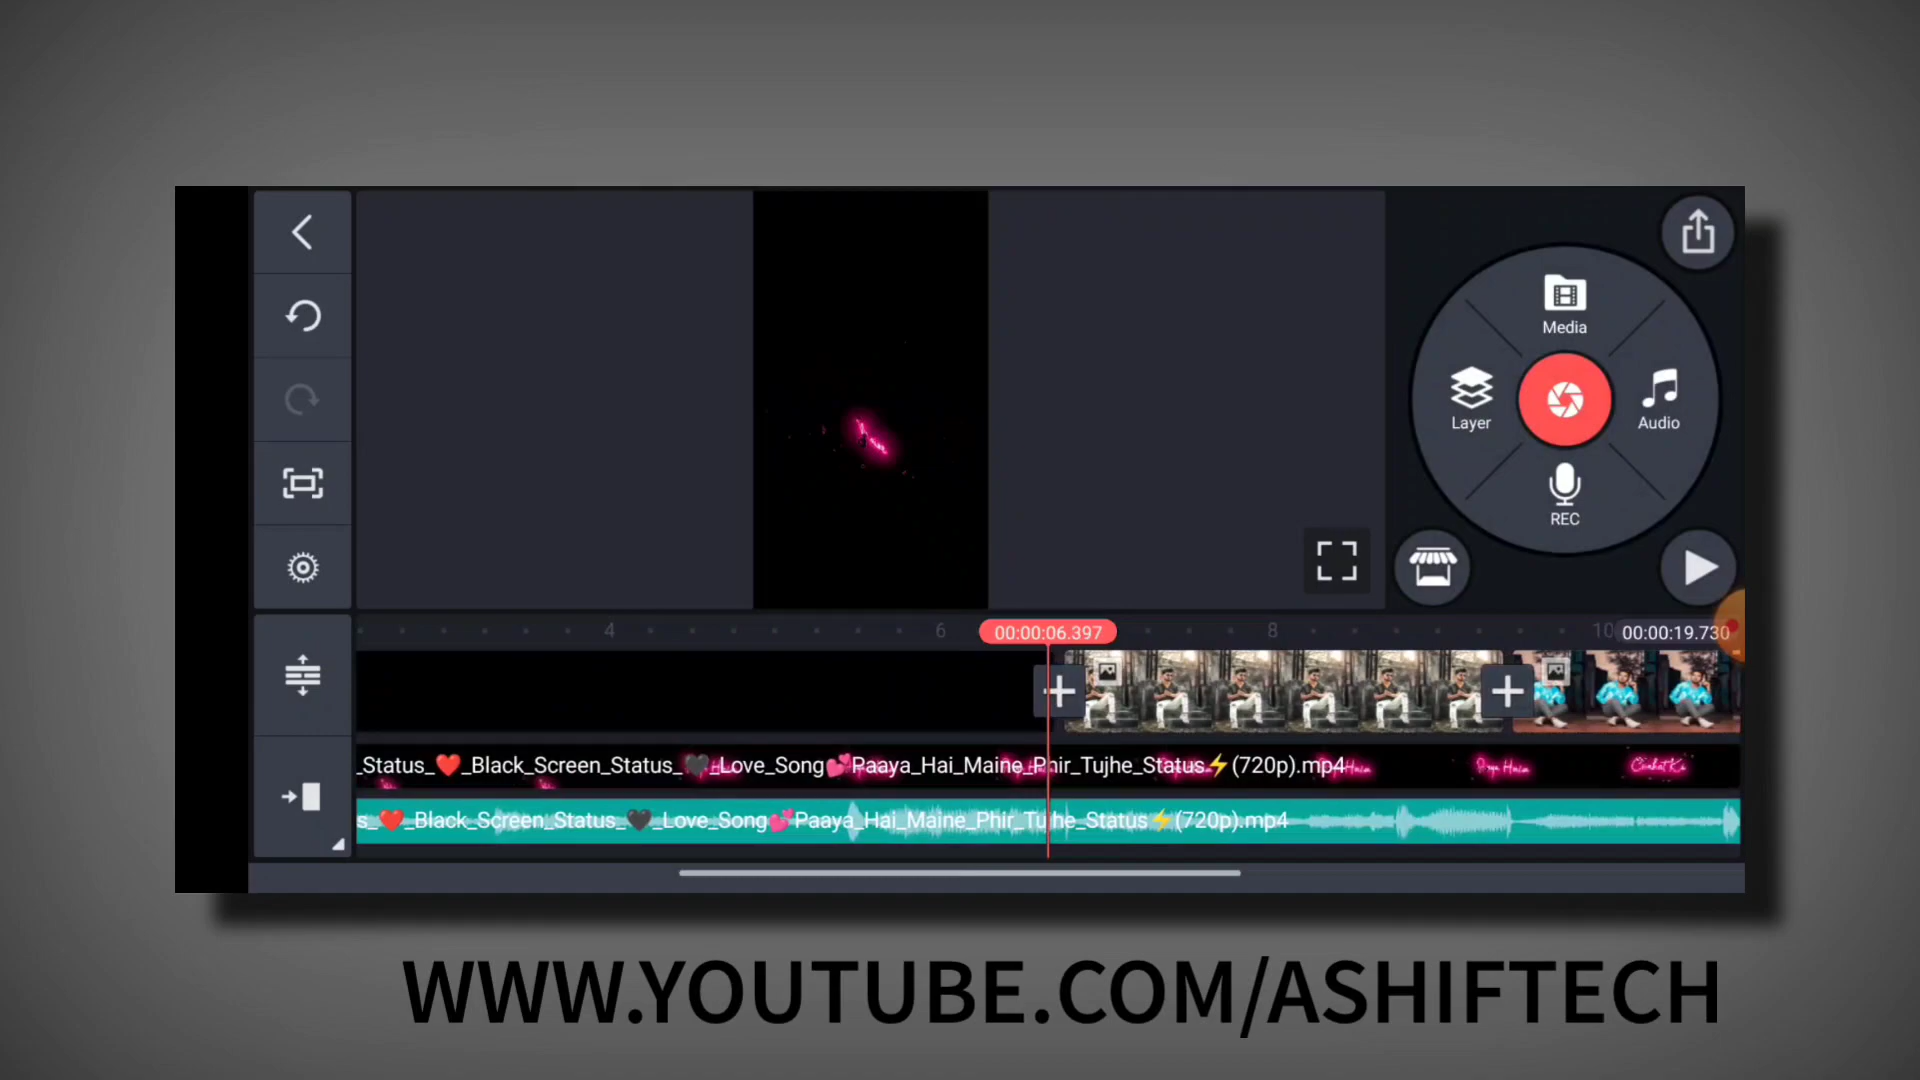 Media
Layer
Audio
REC
4
6
00:00:06.397
8
10
00:00:19.730
_Status_❤️_Black_Screen_Status_🖤_Love_Song💕Paaya_Hai_Maine_Phir_Tujhe_Status⚡(720p).mp4
s_❤️_Black_Screen_Status_🖤_Love_Song💕Paaya_Hai_Maine_Phir_Tujhe_Status⚡(720p).mp4
WWW.YOUTUBE.COM/ASHIFTECH